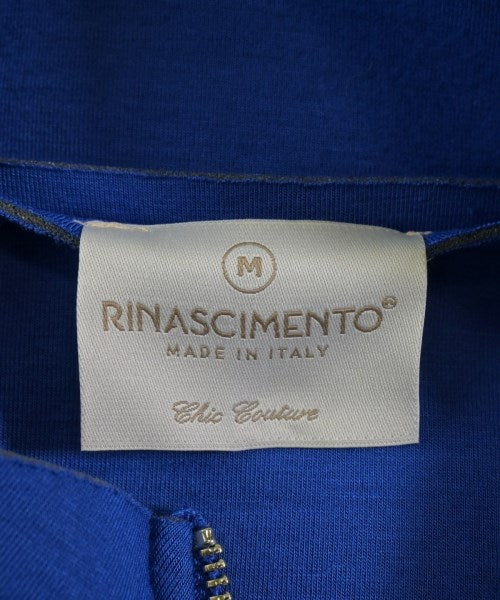 M
RINASCIMENTO®
MADE IN ITALY
Chic Couture